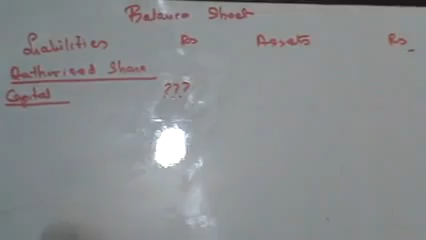 Balance Sheet
Liabilities Rs Assets Rs
Authorised Share
Capital ???